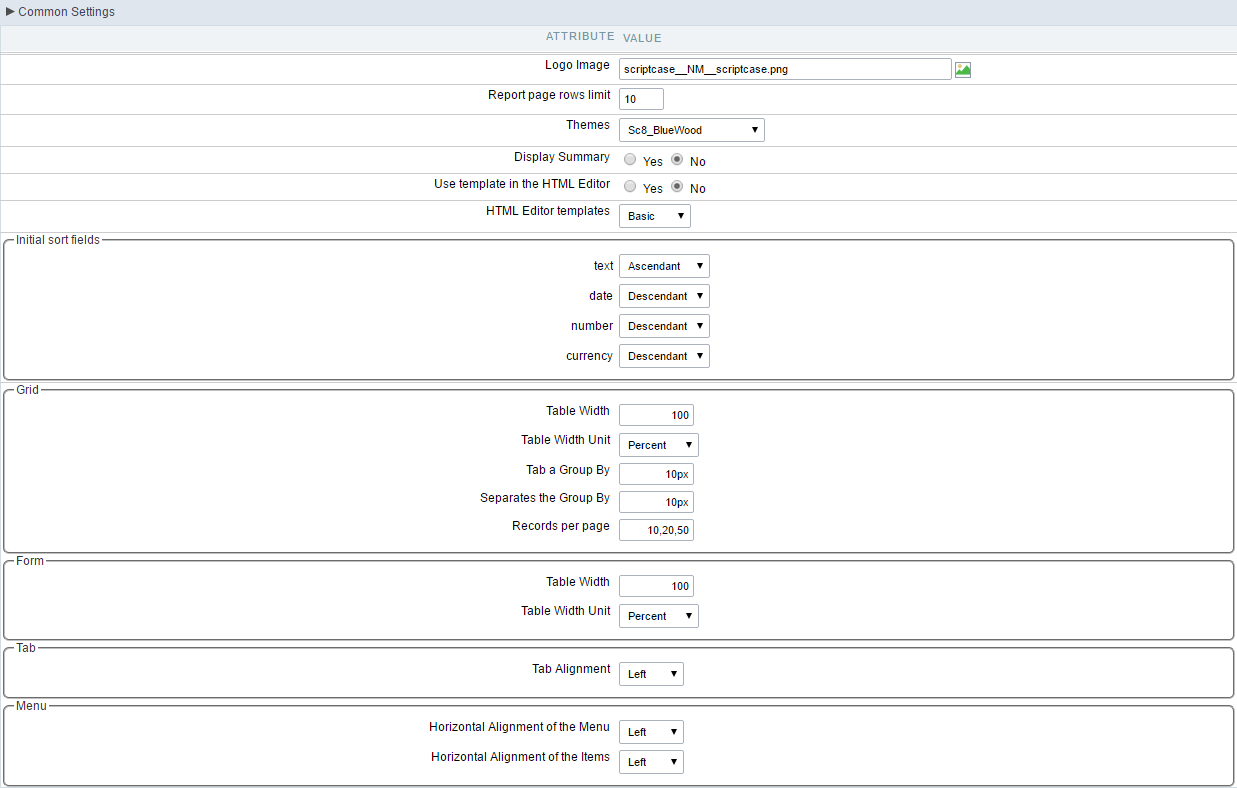 Common Settings
ATTRIBUTE VALUE
Logo Image scriptcase__NM__scriptcase.png
Report page rows limit 10
Themes Sc8_BlueWood
Display Summary Yes No
Use template in the HTML Editor Yes No
HTML Editor templates Basic
Initial sort fields
text Ascendant
date Descendant
number Descendant
currency Descendant
Grid
Table Width 100
Table Width Unit Percent
Tab a Group By 10px
Separates the Group By 10px
Records per page 10,20,50
Form
Table Width 100
Table Width Unit Percent
Tab
Tab Alignment Left
Menu
Horizontal Alignment of the Menu Left
Horizontal Alignment of the Items Left